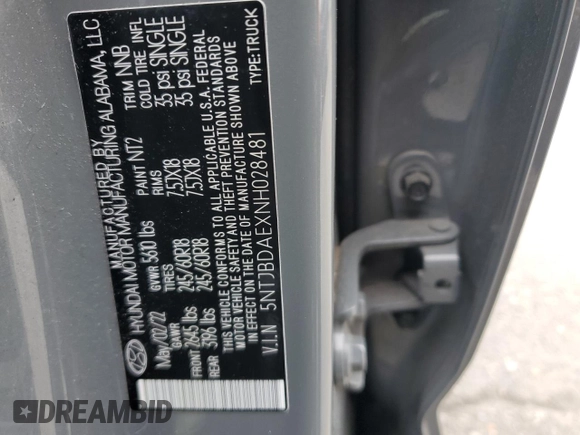 MANUFACTURED BY
HYUNDAI MOTOR MANUFACTURING ALABAMA, LLC
May/02/22 GVWR 5610 lbs PAINT NT2 TRIM NNB
GAWR TIRES RIMS COLD TIRE INFL
FRONT 2645 lbs 245/60R18 7.5JX18 35 psi SINGLE
REAR 3196 lbs 245/60R18 7.5JX18 35 psi SINGLE
THIS VEHICLE CONFORMS TO ALL APPLICABLE U.S.A. FEDERAL
MOTOR VEHICLE SAFETY AND THEFT PREVENTION STANDARDS
IN EFFECT ON THE DATE OF MANUFACTURE SHOWN ABOVE
V.I.N 5NTJBDAEXNH028481 TYPE:TRUCK
DREAMBID